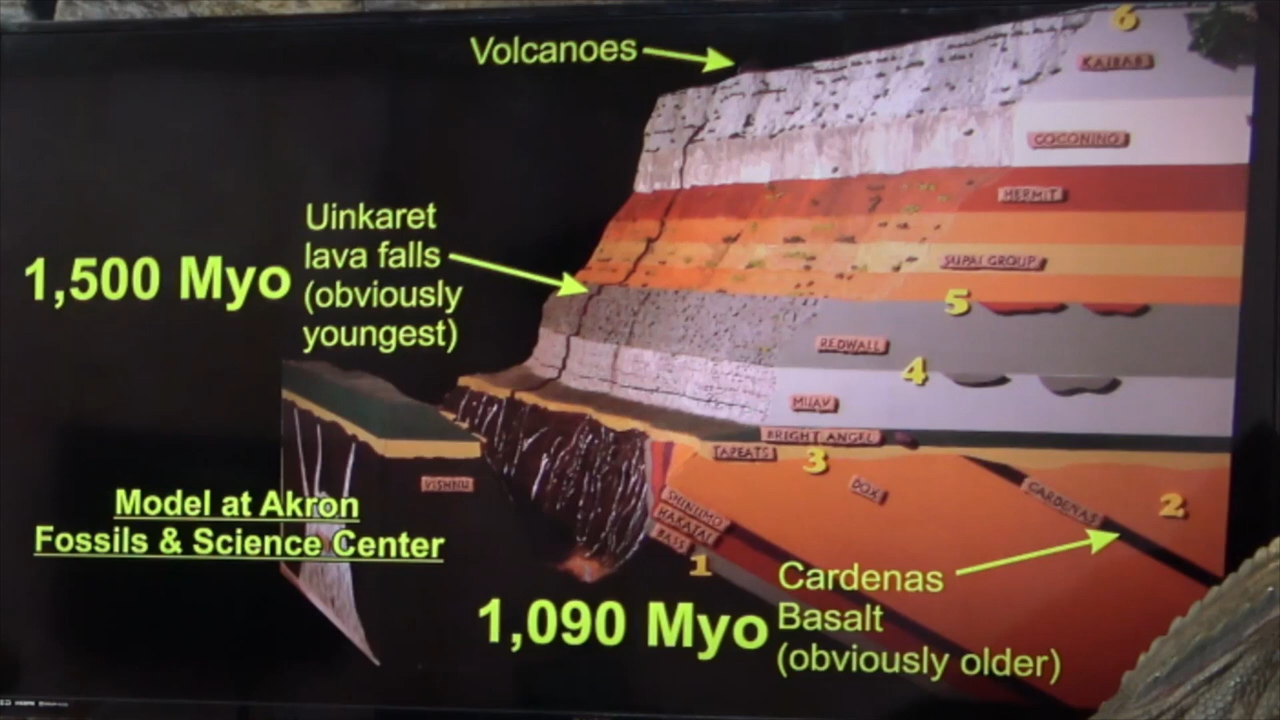 6
Volcanoes
KAIBAB
COCONINO
HERMIT
Uinkaret
lava falls
(obviously
youngest)
1,500 Myo
SUPAI GROUP
5
REDWALL
4
MUAV
BRIGHT ANGEL
TAPEATS
3
VISHNU
DOX
CARDENAS
2
SHINUMO
HAKATAI
BASS
1
Model at Akron
Fossils & Science Center
1,090 Myo
Cardenas
Basalt
(obviously older)